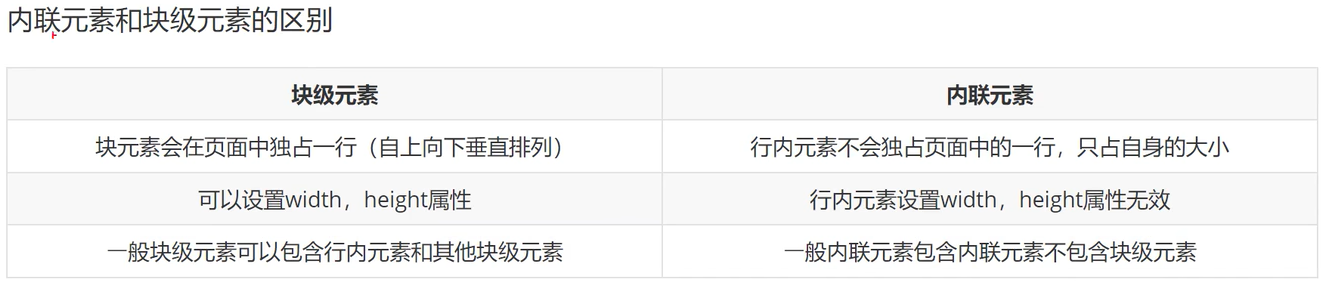 内联元素和块级元素的区别
块级元素 内联元素
块元素会在页面中独占一行（自上向下垂直排列） 行内元素不会独占页面中的一行，只占自身的大小
可以设置width，height属性 行内元素设置width，height属性无效
一般块级元素可以包含行内元素和其他块级元素 一般内联元素包含内联元素不包含块级元素